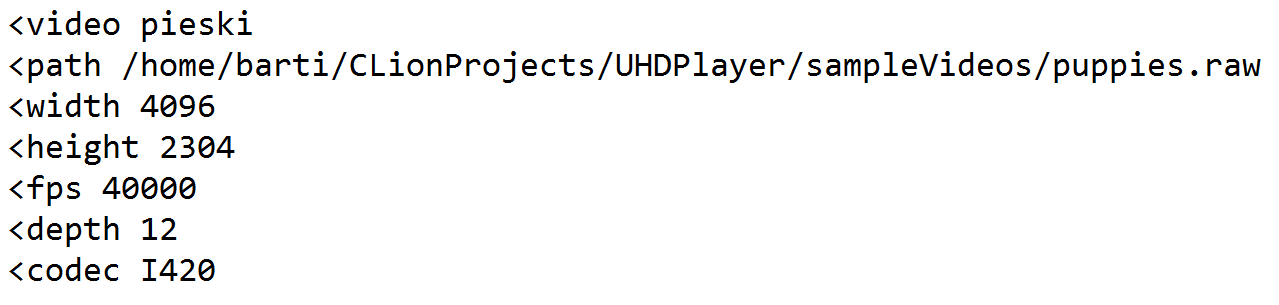 <video pieski
<path /home/barti/CLionProjects/UHDPlayer/sampleVideos/puppies.raw
<width 4096
<height 2304
<fps 40000
<depth 12
<codec I420